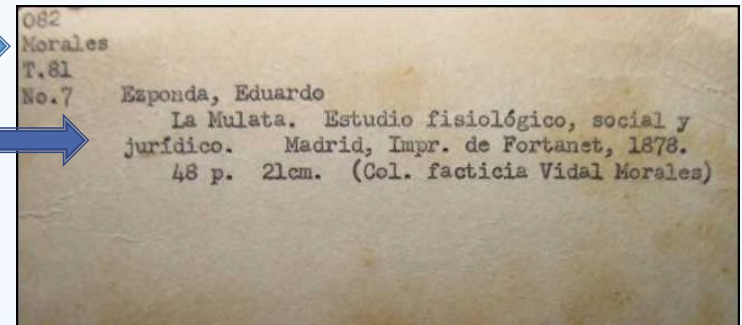 082
Morales
T.81
No.7 Ezponda, Eduardo
La Mulata. Estudio fisiológico, social y
jurídico. Madrid, Impr. de Fortanet, 1878.
48 p. 21cm. (Col. facticia Vidal Morales)